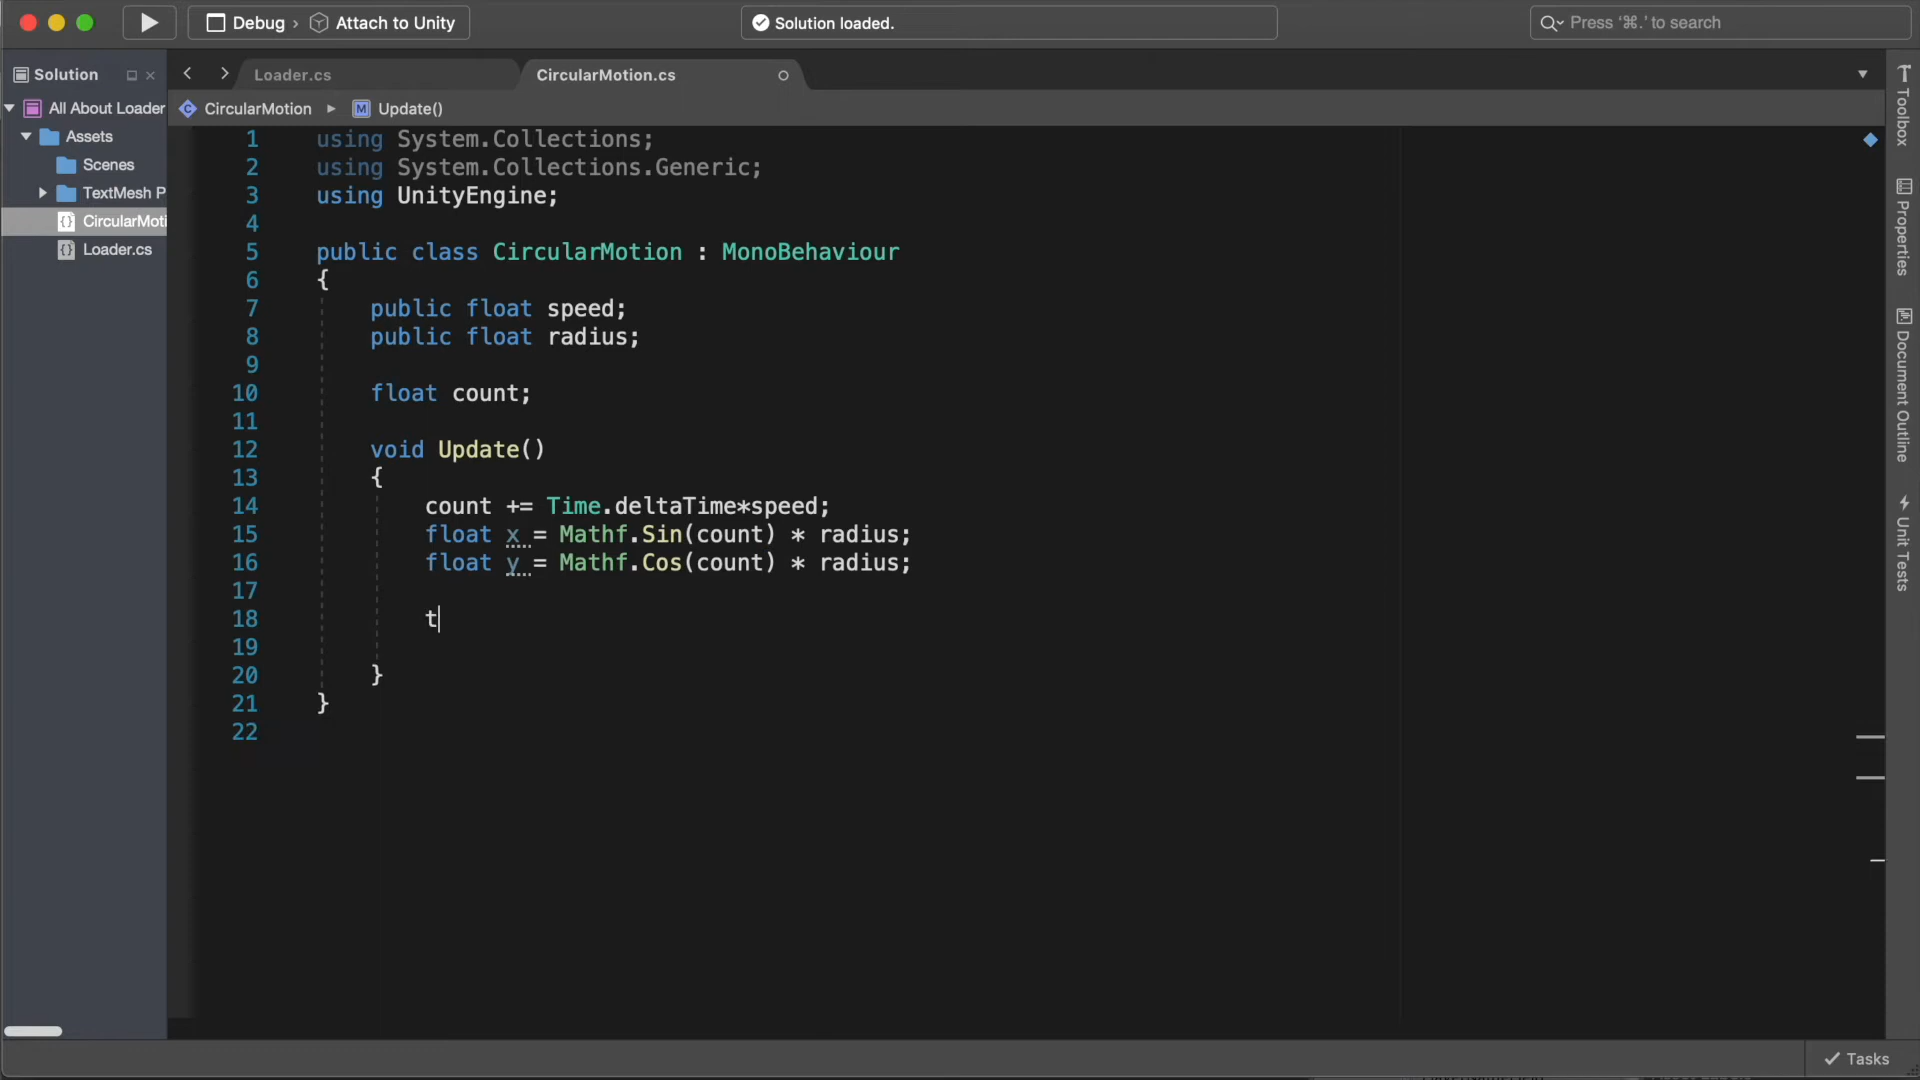 Debug › Attach to Unity
Solution loaded.
Press ‘⌘.’ to search
Solution
Loader.cs
CircularMotion.cs
All About Loader
CircularMotion
Update()
Assets
Scenes
TextMesh P
CircularMoti
Loader.cs
1 using System.Collections;
2 using System.Collections.Generic;
3 using UnityEngine;
4
5 public class CircularMotion : MonoBehaviour
6 {
7 public float speed;
8 public float radius;
9
10 float count;
11
12 void Update()
13 {
14 count += Time.deltaTime*speed;
15 float x = Mathf.Sin(count) * radius;
16 float y = Mathf.Cos(count) * radius;
17
18 t
19
20 }
21 }
22
Toolbox
Properties
Document Outline
Unit Tests
Tasks